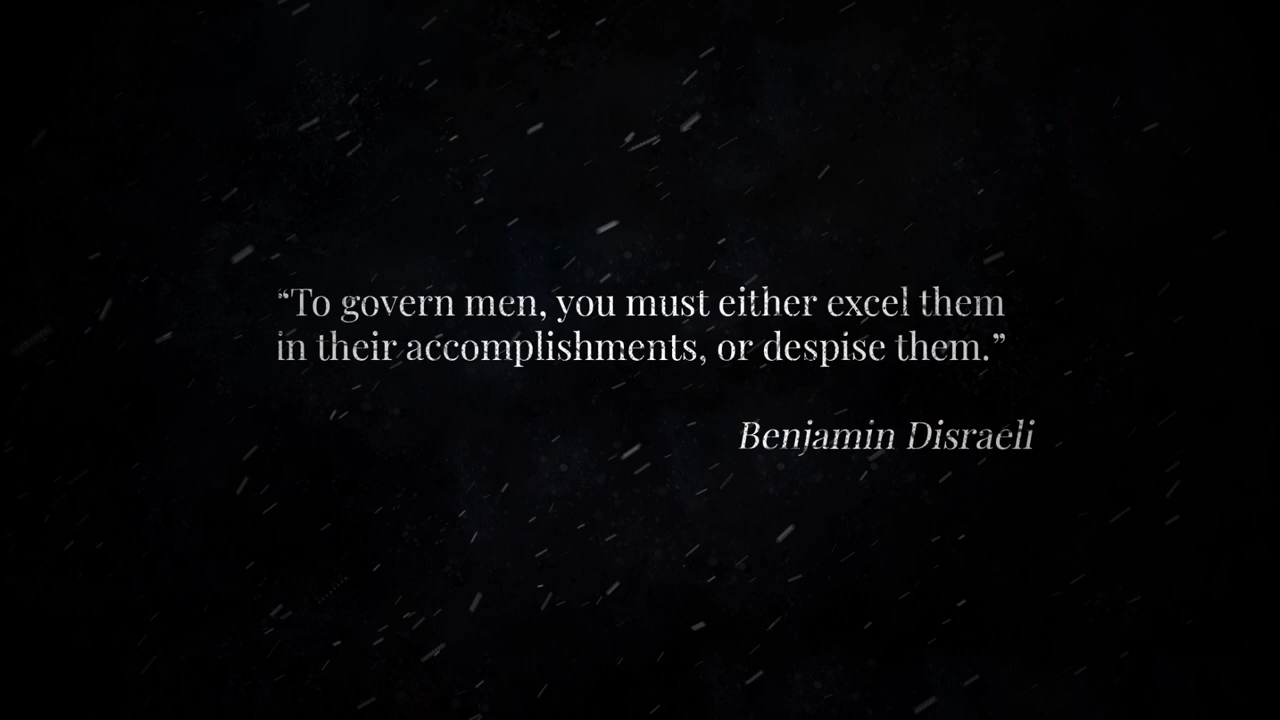 “To govern men, you must either excel them
in their accomplishments, or despise them.”
Benjamin Disraeli